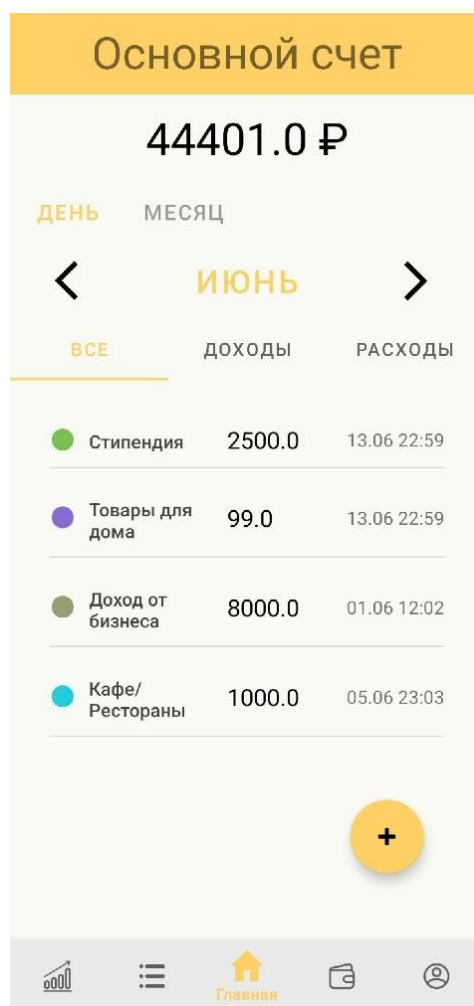 Основной счет
44401.0 ₽
ДЕНЬ МЕСЯЦ
ИЮНЬ
ВСЕ ДОХОДЫ РАСХОДЫ
Стипендия 2500.0 13.06 22:59
Товары для
дома 99.0 13.06 22:59
Доход от
бизнеса 8000.0 01.06 12:02
Кафе/
Рестораны 1000.0 05.06 23:03
+
Главная